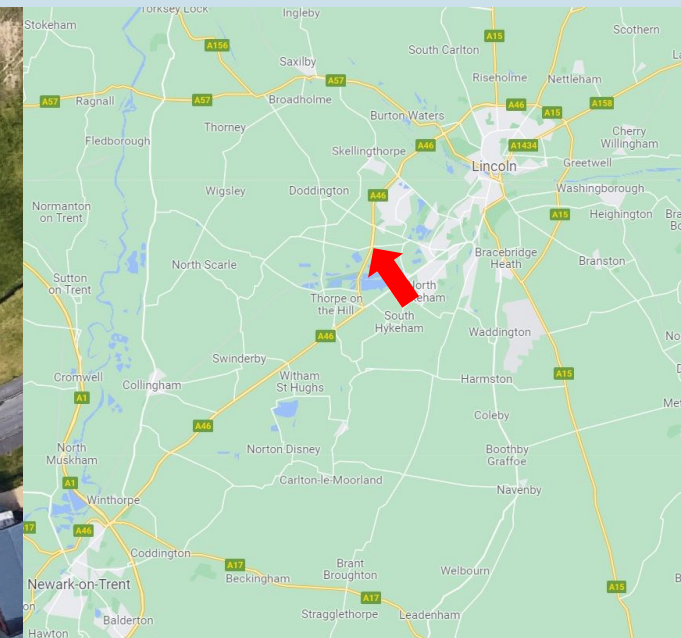 Torksey Lock
Ingleby
Stokeham
Scothern
A156
A15
South Carlton
Saxilby
Riseholme
Nettleham
A57
A57
Ragnall
A57
Broadholme
A46
A15
A158
Burton Waters
Thorney
Cherry
Willingham
Fledborough
Skellingthorpe
A46
A1434
Lincoln
Greetwell
Wigsley
Doddington
A46
Washingborough
Normanton
on Trent
A15
Heighington
Bracebridge
Heath
Branston
North Scarle
Sutton
on Trent
Thorpe on
the Hill
South
Hykeham
A46
Waddington
Swinderby
Cromwell
Collingham
Witham
St Hughs
Harmston
A15
A1
Coleby
A46
North
Muskham
Norton Disney
Boothby
Graffoe
A1
Carlton-le-Moorland
Navenby
Winthorpe
A46
Coddington
A17
Beckingham
Brant
Broughton
Welbourn
Newark-on-Trent
A15
A17
Balderton
Stragglethorpe
Leadenham
Hawton